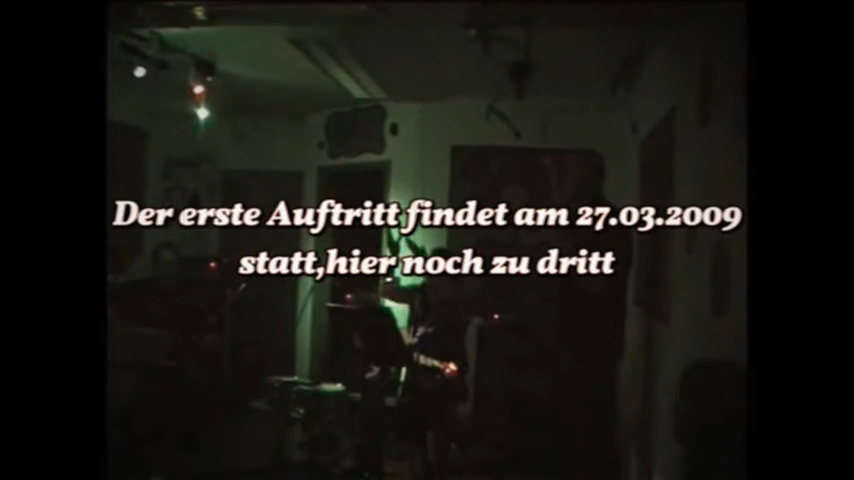 Der erste Auftritt findet am 27.03.2009
statt,hier noch zu dritt